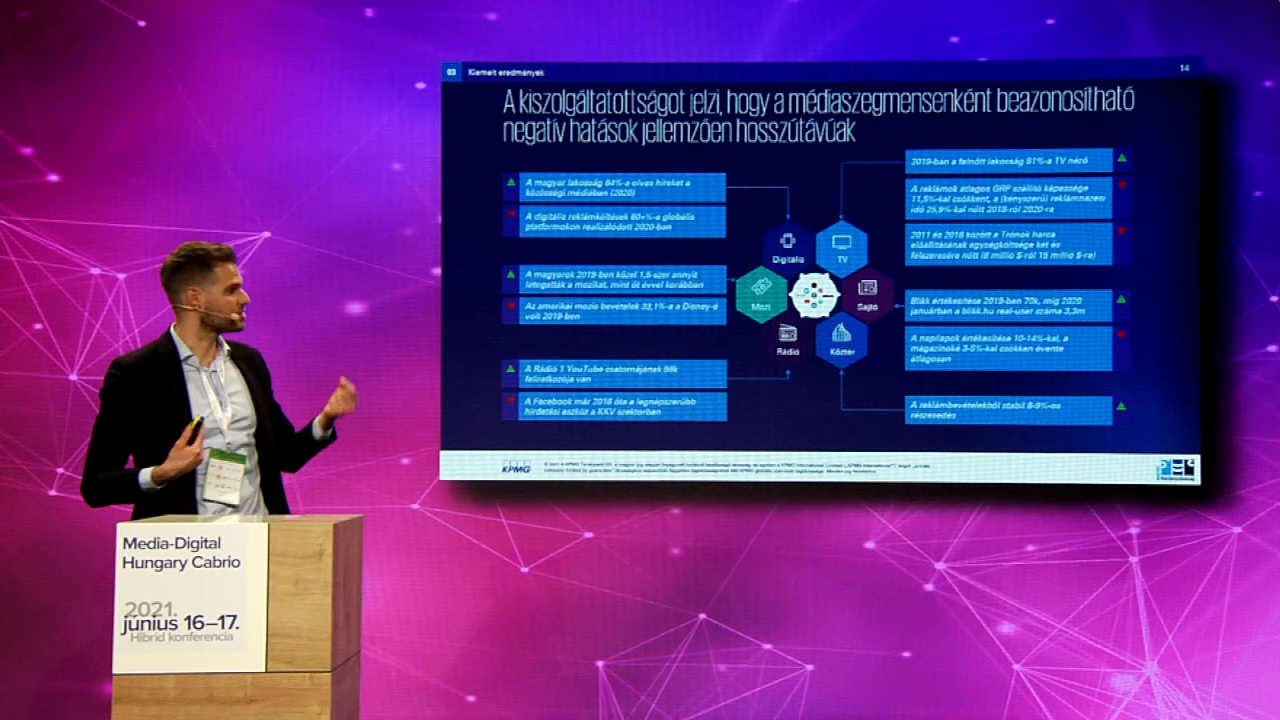 03 Kiemelt eredmények
14
A kiszolgáltatottságot jelzi, hogy a médiaszegmensenként beazonosítható
negatív hatások jellemzően hosszútávúak
A magyar lakosság 64%-a olvas híreket a
közösségi médiában (2020)
A digitális reklámköltések 60+%-a globális
platformokon realizálódott 2020-ban
A magyarok 2019-ben közel 1,5-szer annyit
látogatták a mozikat, mint öt évvel korábban
Az amerikai mozis bevételek 33,1%-a a Disney-é
volt 2019-ben
A Rádió 1 YouTube csatornájának 98k
feliratkozója van
A Facebook már 2018 óta a legnépszerűbb
hirdetési eszköz a KKV szektorban
Digitális
TV
Mozi
Sajtó
Rádió
Köztér
2019-ban a felnőtt lakosság 81%-a TV néző
A reklámok átlagos GRP szállító képessége
11,5%-kal csökkent, a (kényszerű) reklámnézési
idő 25,9%-kal nőtt 2018-ról 2020-ra
2011 és 2018 között a Trónok harca
előállításának egységköltsége két és
félszeresére nőtt (6 millió $-ról 15 millió $-ra)
Blikk értékesítése 2019-ben 70k, míg 2020
januárban a blikk.hu real-user száma 3,3m
A napilapok értékesítése 10-14%-kal, a
magazinoké 3-5%-kal csökken évente
átlagosan
A reklámbevételekből stabil 8-9%-os
részesedés
KPMG
Media-Digital
Hungary Cabrio
2021.
június 16–17.
Hibrid konferencia